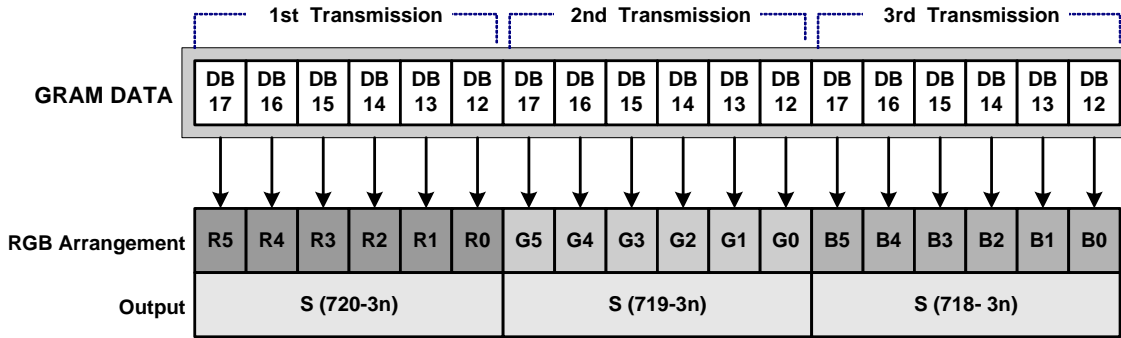 1st Transmission 2nd Transmission 3rd Transmission
GRAM DATA
DB DB DB DB DB DB DB DB DB DB DB DB DB DB DB DB DB DB
17 16 15 14 13 12 17 16 15 14 13 12 17 16 15 14 13 12
RGB Arrangement R5 R4 R3 R2 R1 R0 G5 G4 G3 G2 G1 G0 B5 B4 B3 B2 B1 B0
Output S (720-3n) S (719-3n) S (718- 3n)